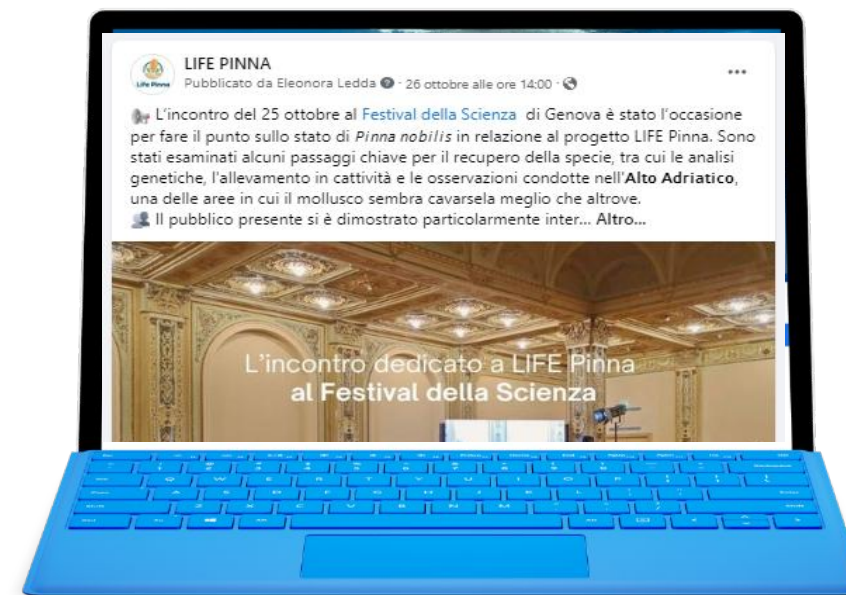 LIFE PINNA
Pubblicato da Eleonora Ledda · 26 ottobre alle ore 14:00 ·
L'incontro del 25 ottobre al Festival della Scienza di Genova è stato l'occasione
per fare il punto sullo stato di Pinna nobilis in relazione al progetto LIFE Pinna. Sono
stati esaminati alcuni passaggi chiave per il recupero della specie, tra cui le analisi
genetiche, l'allevamento in cattività e le osservazioni condotte nell'Alto Adriatico,
una delle aree in cui il mollusco sembra cavarsela meglio che altrove.
Il pubblico presente si è dimostrato particolarmente inter... Altro...
L'incontro dedicato a LIFE Pinna
al Festival della Scienza